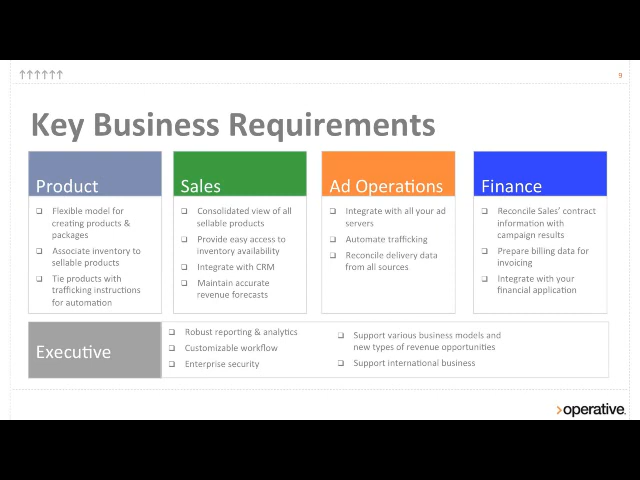 ↑↑↑↑↑↑
9
Key Business Requirements
Product
❑ Flexible model for
creating products &
packages
❑ Associate inventory to
sellable products
❑ Tie products with
trafficking instructions
for automation
Sales
❑ Consolidated view of all
sellable products
❑ Provide easy access to
inventory availability
❑ Integrate with CRM
❑ Maintain accurate
revenue forecasts
Ad Operations
❑ Integrate with all your ad
servers
❑ Automate trafficking
❑ Reconcile delivery data
from all sources
Finance
❑ Reconcile Sales' contract
information with
campaign results
❑ Prepare billing data for
invoicing
❑ Integrate with your
financial application
Executive
❑ Robust reporting & analytics
❑ Customizable workflow
❑ Enterprise security
❑ Support various business models and
new types of revenue opportunities
❑ Support international business
operative.